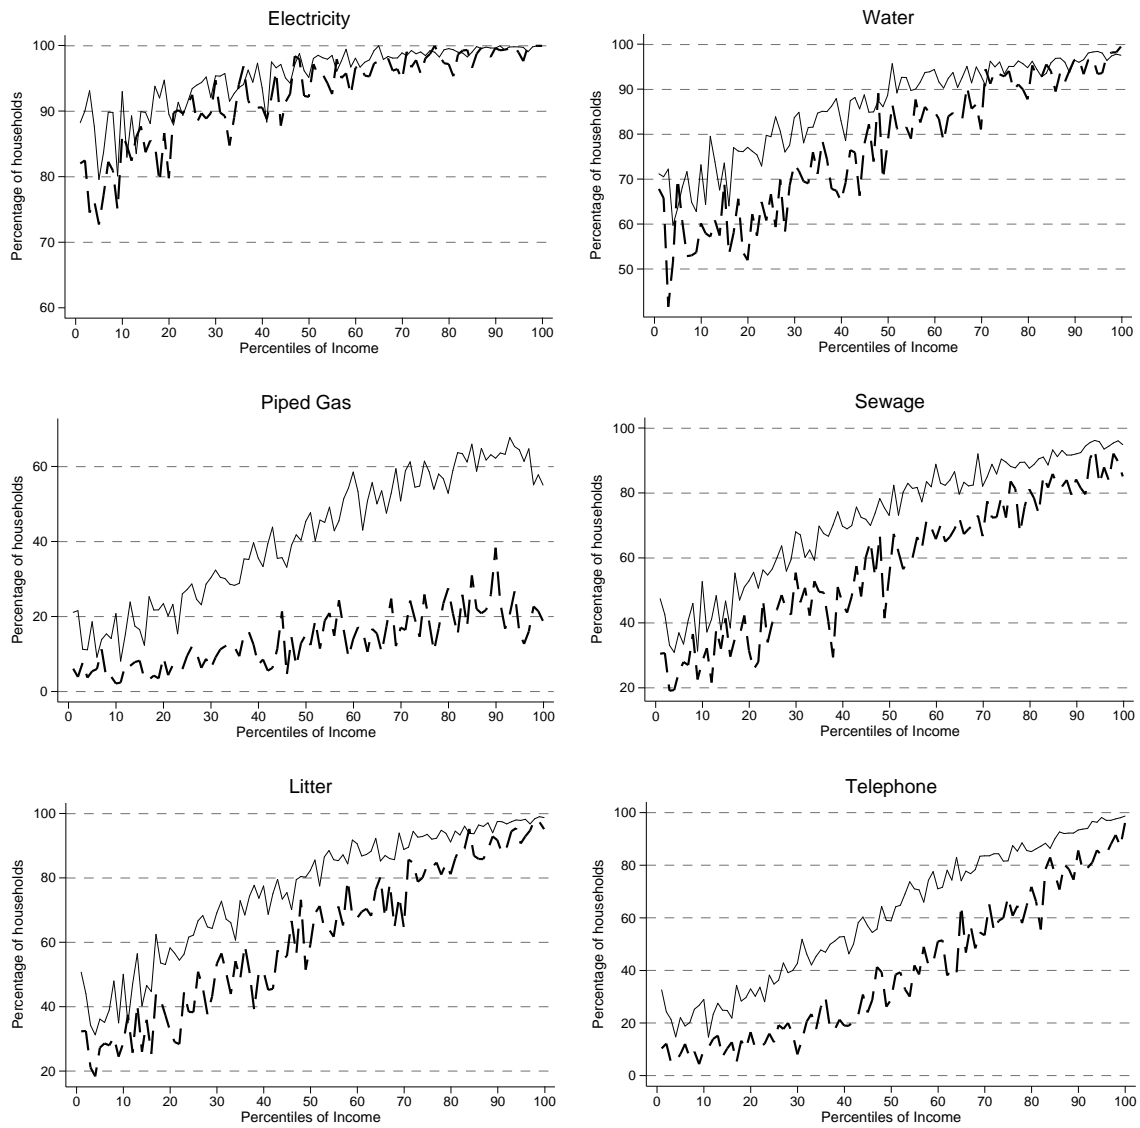 Electricity
Percentage of households
100
90
80
70
60
0 10 20 30 40 50 60 70 80 90 100
Percentiles of Income
Water
Percentage of households
100
90
80
70
60
50
0 10 20 30 40 50 60 70 80 90 100
Percentiles of Income
Piped Gas
Percentage of households
60
40
20
0
0 10 20 30 40 50 60 70 80 90 100
Percentiles of Income
Sewage
Percentage of households
100
80
60
40
20
0 10 20 30 40 50 60 70 80 90 100
Percentiles of Income
Litter
Percentage of households
100
80
60
40
20
0 10 20 30 40 50 60 70 80 90 100
Percentiles of Income
Telephone
Percentage of households
100
80
60
40
20
0
0 10 20 30 40 50 60 70 80 90 100
Percentiles of Income